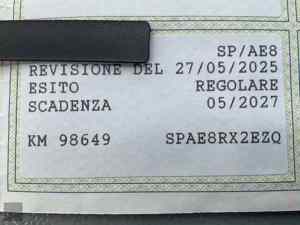 SP/AE8
REVISIONE DEL 27/05/2025
ESITO REGOLARE
SCADENZA 05/2027
KM 98649 SPAE8RX2EZQ